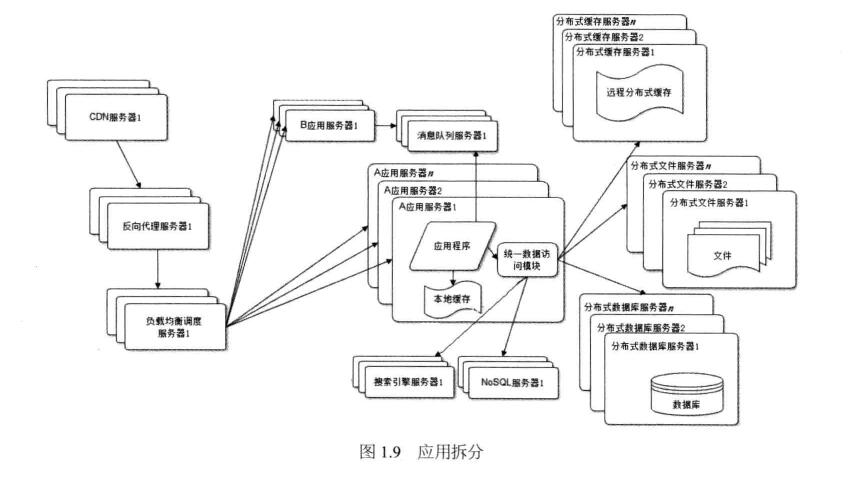 分布式缓存服务器n
分布式缓存服务器2
分布式缓存服务器1
远程分布式缓存
CDN服务器1
B应用服务器1
消息队列服务器1
A应用服务器n
A应用服务器2
A应用服务器1
分布式文件服务器n
分布式文件服务器2
分布式文件服务器1
文件
反向代理服务器1
应用程序
统一数据访
问模块
本地缓存
负载均衡调度
服务器1
分布式数据库服务器n
分布式数据库服务器2
分布式数据库服务器1
数据库
搜索引擎服务器1
NoSQL服务器1
图 1.9 应用拆分